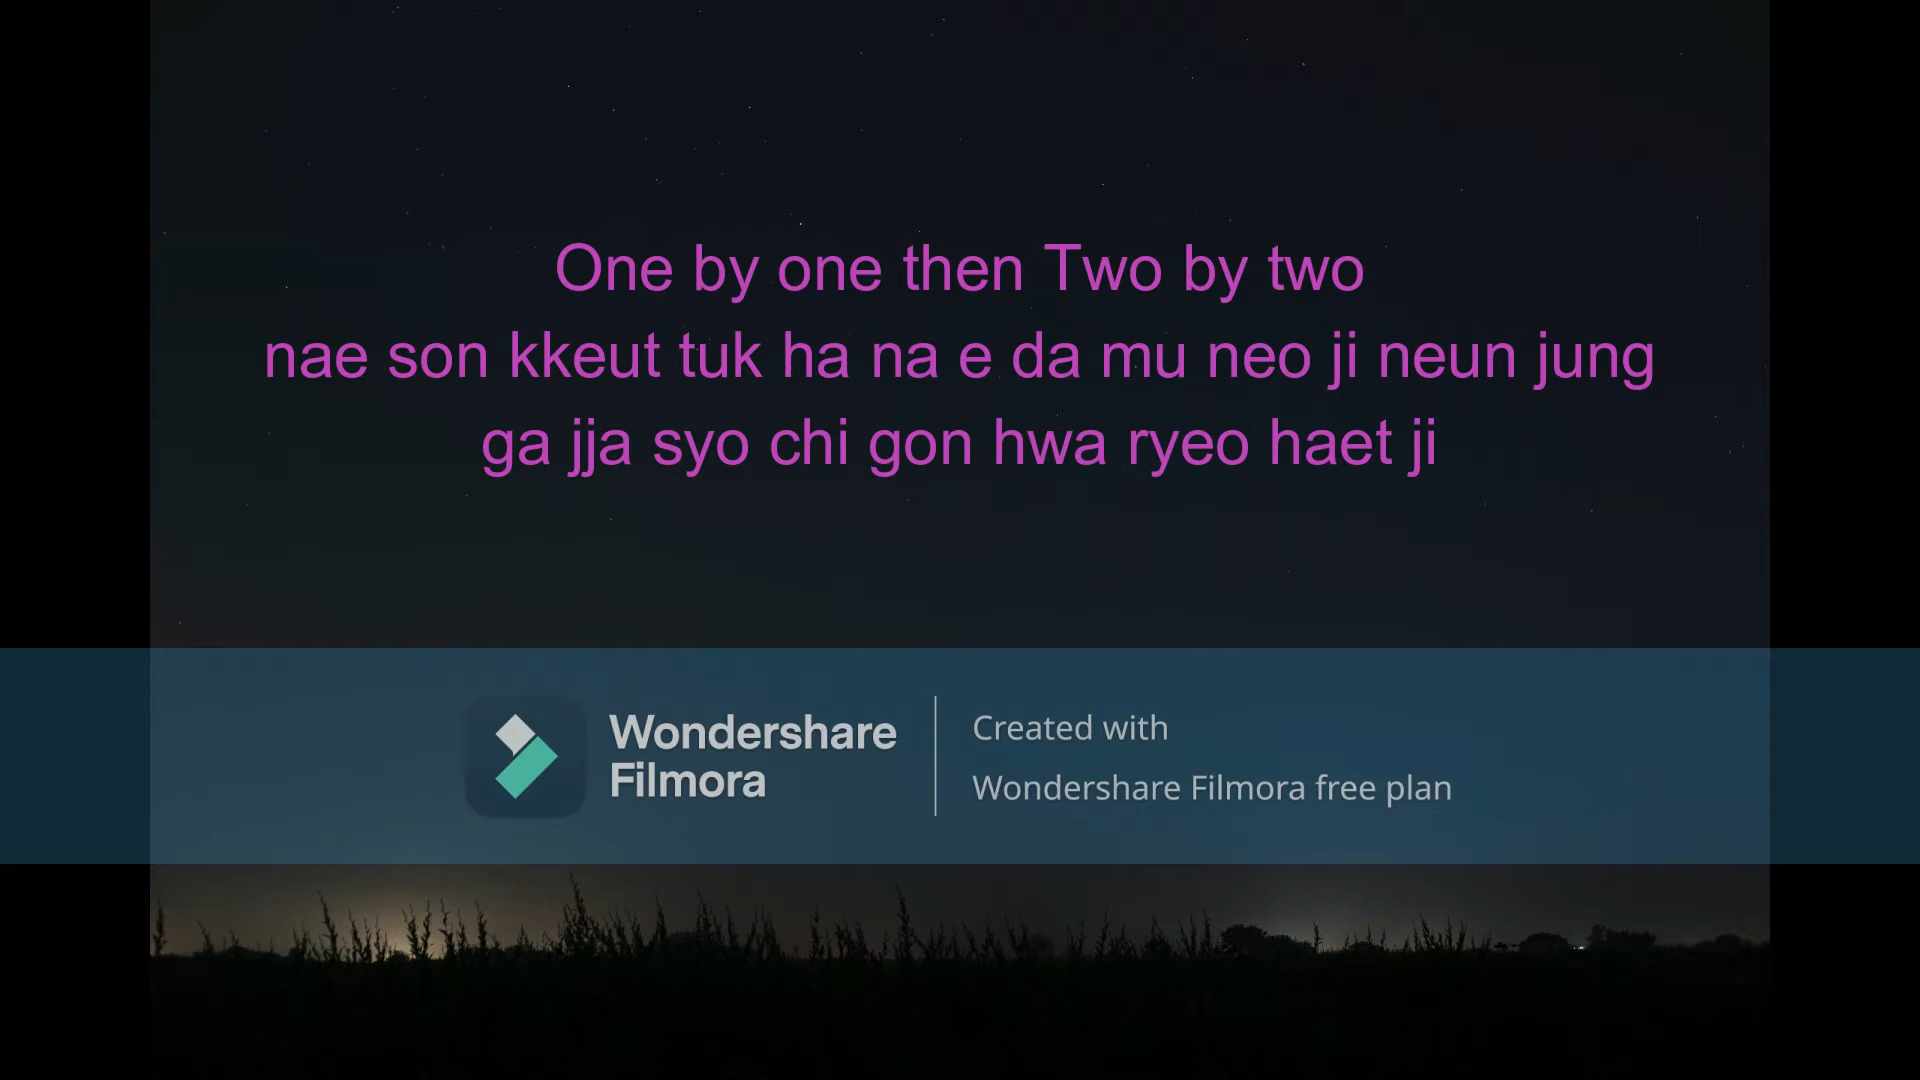 One by one then Two by two
nae son kkeut tuk ha na e da mu neo ji neun jung
ga jja syo chi gon hwa ryeo haet ji
Wondershare
Filmora
Created with
Wondershare Filmora free plan